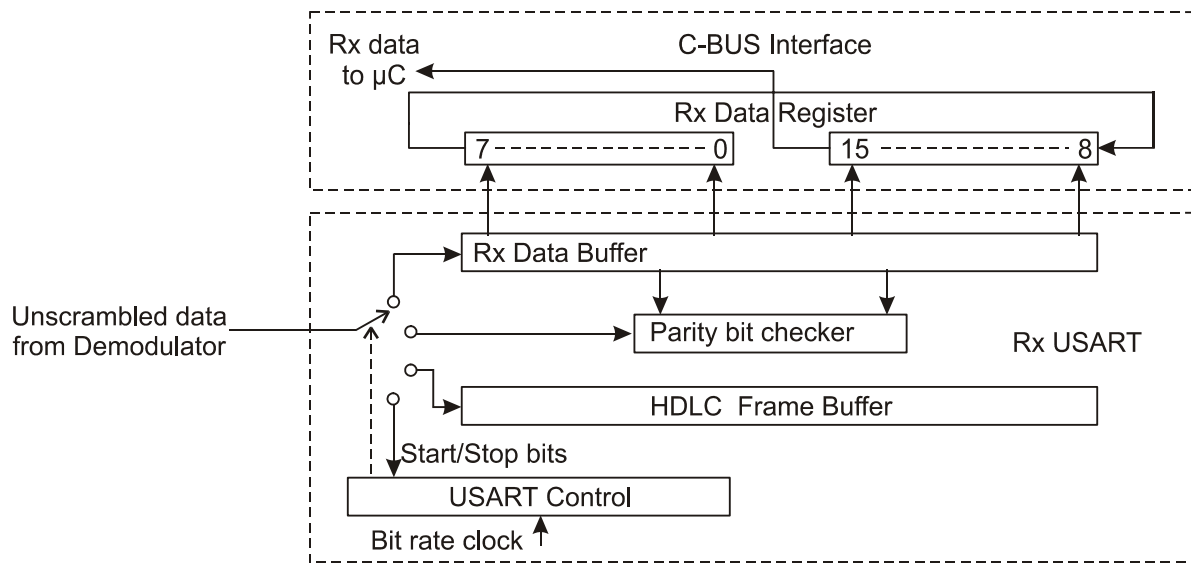 Rx data
to µC
C-BUS Interface
Rx Data Register
7 0
15 8
Rx Data Buffer
Unscrambled data
from Demodulator
Parity bit checker
Rx USART
HDLC Frame Buffer
Start/Stop bits
USART Control
Bit rate clock